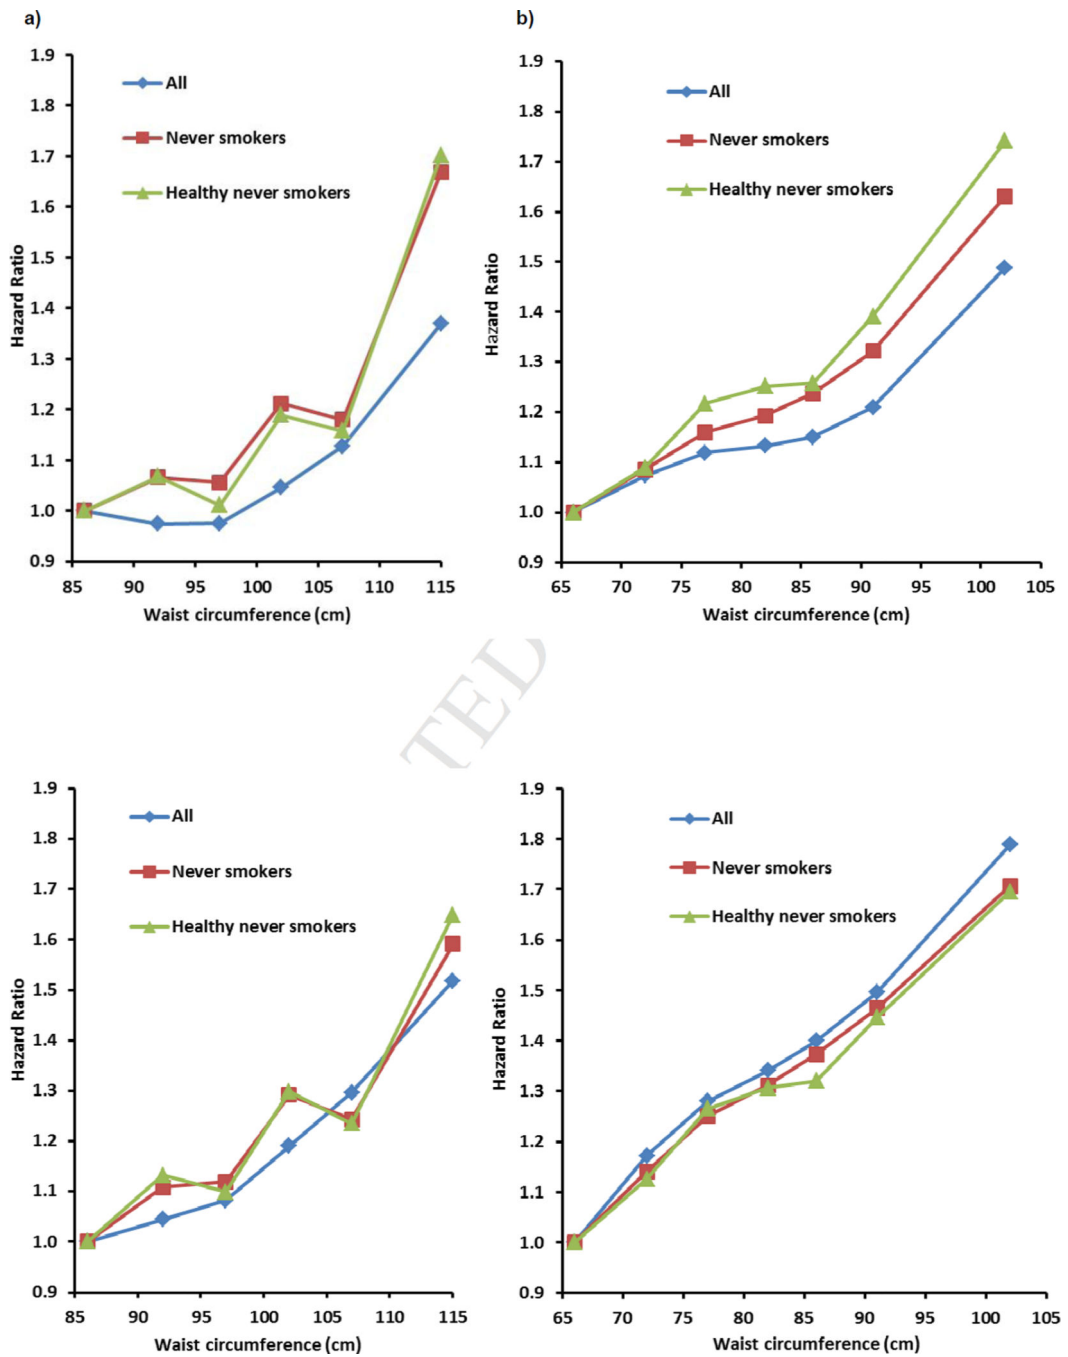 a)
1.9
1.8
1.7
1.6
1.5
1.4
1.3
1.2
1.1
1.0
0.9
Hazard Ratio
All
Never smokers
Healthy never smokers
85 90 95 100 105 110 115
Waist circumference (cm)
b)
1.9
1.8
1.7
1.6
1.5
1.4
1.3
1.2
1.1
1.0
0.9
Hazard Ratio
All
Never smokers
Healthy never smokers
65 70 75 80 85 90 95 100 105
Waist circumference (cm)
TED
1.9
1.8
1.7
1.6
1.5
1.4
1.3
1.2
1.1
1.0
0.9
Hazard Ratio
All
Never smokers
Healthy never smokers
85 90 95 100 105 110 115
Waist circumference (cm)
1.9
1.8
1.7
1.6
1.5
1.4
1.3
1.2
1.1
1.0
0.9
Hazard Ratio
All
Never smokers
Healthy never smokers
65 70 75 80 85 90 95 100 105
Waist circumference (cm)